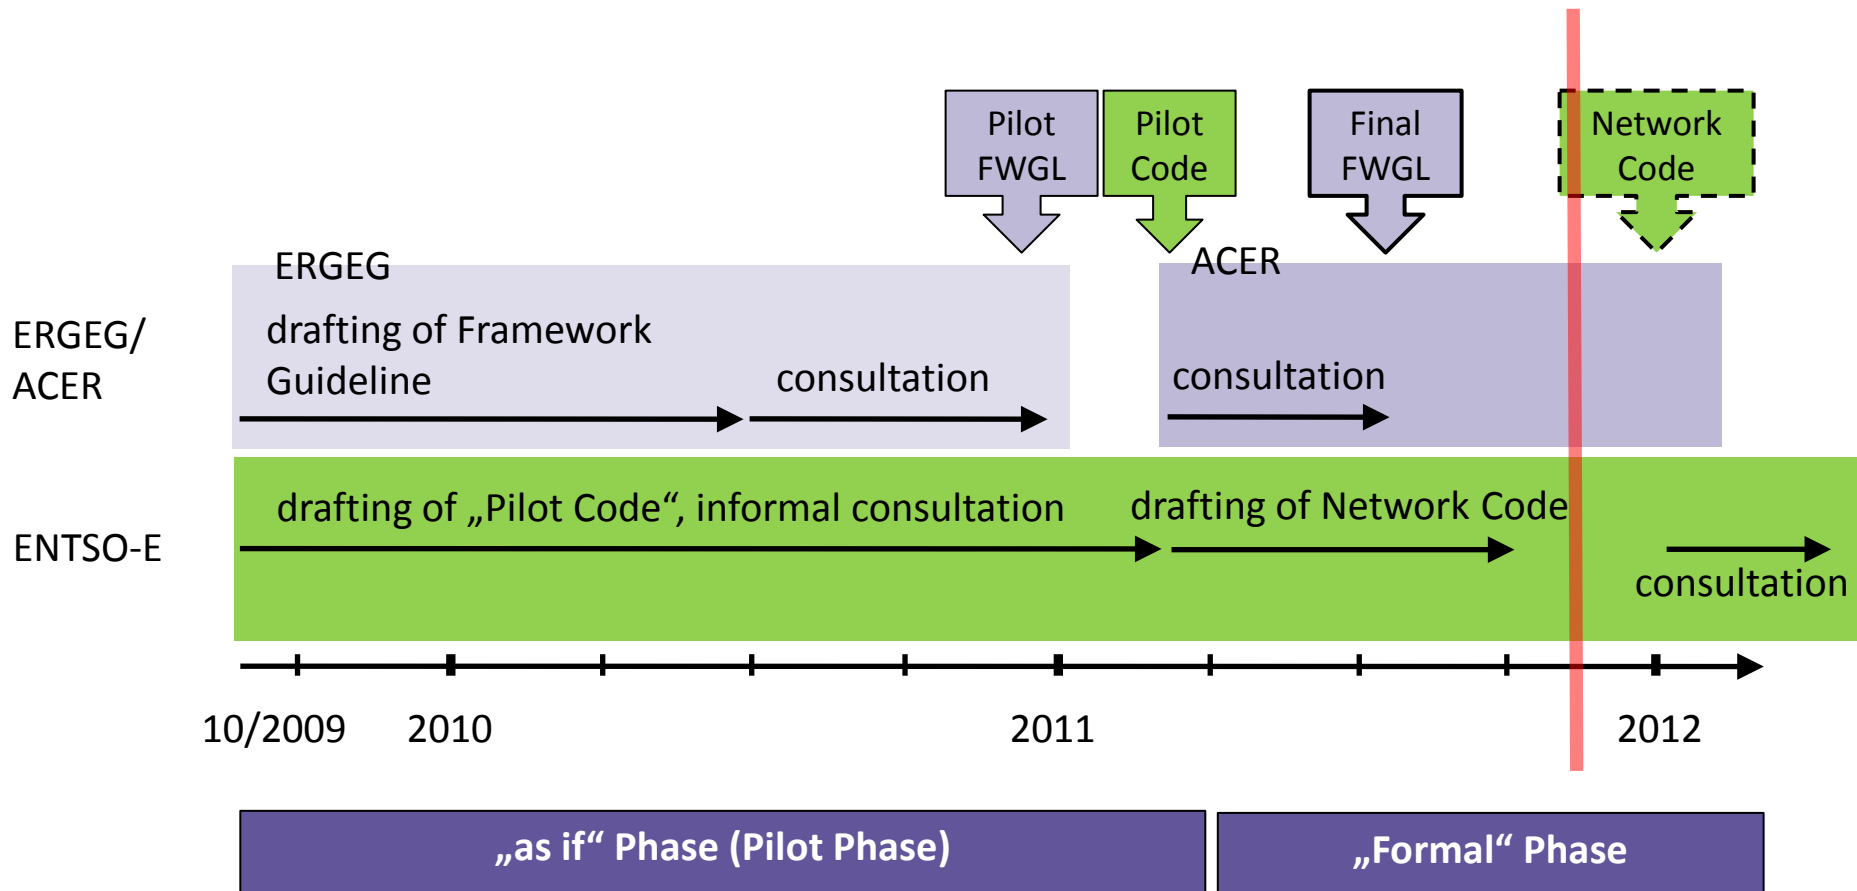 Pilot
FWGL
Pilot
Code
Final
FWGL
Network
Code
ERGEG
ACER
ERGEG/
ACER
drafting of Framework
Guideline
consultation
consultation
ENTSO-E
drafting of „Pilot Code“, informal consultation
drafting of Network Code
consultation
10/2009
2010
2011
2012
„as if“ Phase (Pilot Phase)
„Formal“ Phase